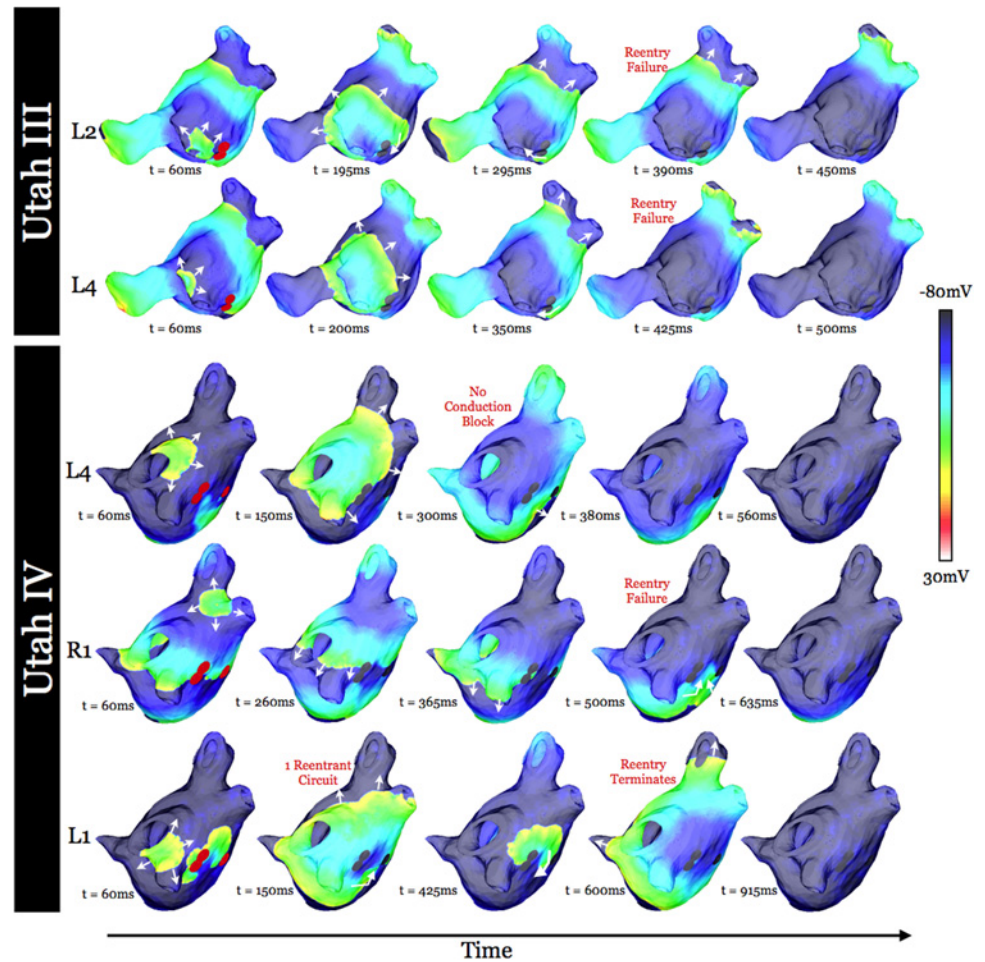 Utah III
L2
t = 60ms
t = 195ms
t = 295ms
Reentry
Failure
t = 390ms
t = 450ms
L4
t = 60ms
t = 200ms
t = 350ms
Reentry
Failure
t = 425ms
t = 500ms
-80mV
30mV
Utah IV
L4
t = 60ms
t = 150ms
No
Conduction
Block
t = 300ms
t = 380ms
t = 560ms
R1
t = 60ms
t = 260ms
t = 365ms
Reentry
Failure
t = 500ms
t = 635ms
L1
t = 60ms
1 Reentrant
Circuit
t = 150ms
t = 425ms
Reentry
Terminates
t = 600ms
t = 915ms
Time